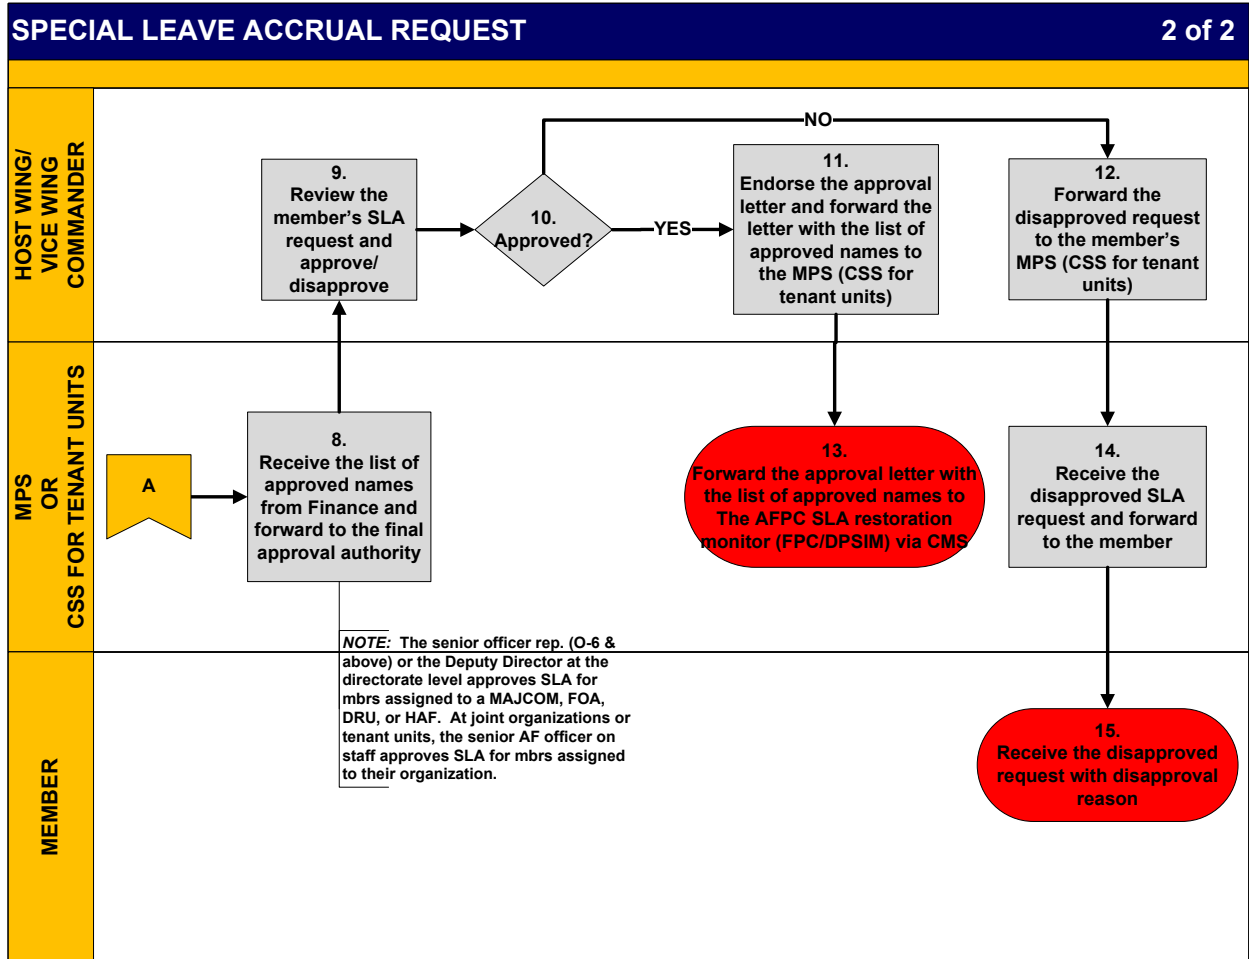 SPECIAL LEAVE ACCRUAL REQUEST
2 of 2
HOST WING/
VICE WING
COMMANDER
9.
Review the
member’s SLA
request and
approve/
disapprove
10.
Approved?
NO
YES
11.
Endorse the approval
letter and forward the
letter with the list of
approved names to
the MPS (CSS for
tenant units)
12.
Forward the
disapproved request
to the member’s
MPS (CSS for tenant
units)
MPS
OR
CSS FOR TENANT UNITS
A
8.
Receive the list of
approved names
from Finance and
forward to the final
approval authority
13.
Forward the approval letter with
the list of approved names to
The AFPC SLA restoration
monitor (FPC/DPSIM) via CMS
14.
Receive the
disapproved SLA
request and forward
to the member
NOTE: The senior officer rep. (O-6 &
above) or the Deputy Director at the
directorate level approves SLA for
mbrs assigned to a MAJCOM, FOA,
DRU, or HAF. At joint organizations or
tenant units, the senior AF officer on
staff approves SLA for mbrs assigned
to their organization.
MEMBER
15.
Receive the disapproved
request with disapproval
reason